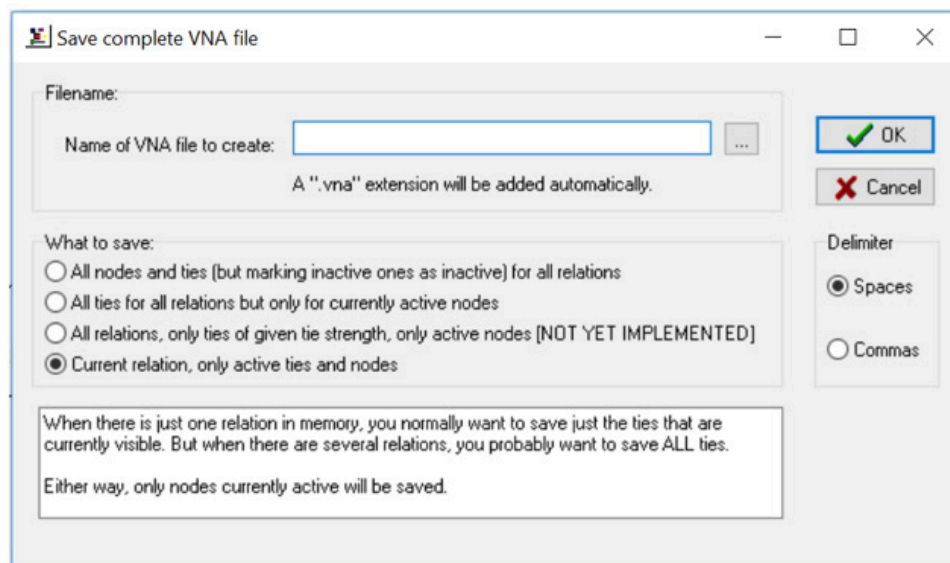 Save complete VNA file
Filename:
Name of VNA file to create:
...
A ".vna" extension will be added automatically.
OK
Cancel
What to save:
All nodes and ties (but marking inactive ones as inactive) for all relations
All ties for all relations but only for currently active nodes
All relations, only ties of given tie strength, only active nodes [NOT YET IMPLEMENTED]
Current relation, only active ties and nodes
Delimiter
Spaces
Commas
When there is just one relation in memory, you normally want to save just the ties that are
currently visible. But when there are several relations, you probably want to save ALL ties.
Either way, only nodes currently active will be saved.